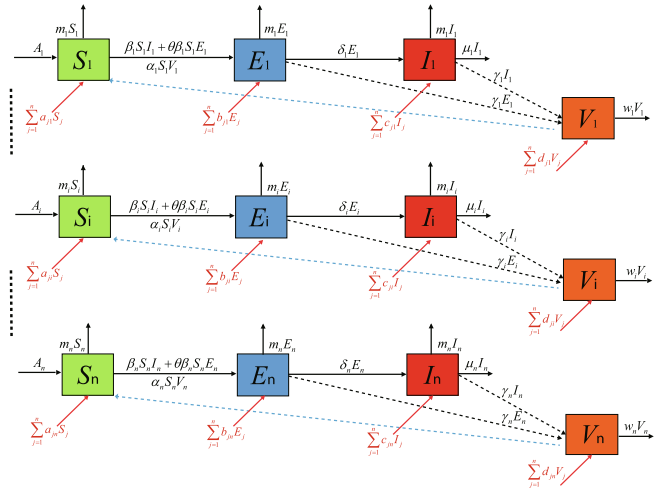 m₁S₁ m₁E₁ m₁I₁
A₁ S₁ β₁S₁I₁ + θβ₁S₁E₁ E₁ δ₁E₁ I₁ μ₁I₁
α₁S₁V₁ γ₁I₁
γ₁E₁
∑ⁿⱼ₌₁ aⱼ₁Sⱼ ∑ⁿⱼ₌₁ bⱼ₁Eⱼ ∑ⁿⱼ₌₁ cⱼ₁Iⱼ V₁ w₁V₁
∑ⁿⱼ₌₁ dⱼ₁Vⱼ
mᵢSᵢ mᵢEᵢ mᵢIᵢ
Aᵢ Sᵢ βᵢSᵢIᵢ + θβᵢSᵢEᵢ Eᵢ δᵢEᵢ Iᵢ μᵢIᵢ
αᵢSᵢVᵢ γᵢIᵢ
γᵢEᵢ
∑ⁿⱼ₌₁ aⱼᵢSⱼ ∑ⁿⱼ₌₁ bⱼᵢEⱼ ∑ⁿⱼ₌₁ cⱼᵢIⱼ Vᵢ wᵢVᵢ
∑ⁿⱼ₌₁ dⱼᵢVⱼ
mₙSₙ mₙEₙ mₙIₙ
Aₙ Sₙ βₙSₙIₙ + θβₙSₙEₙ Eₙ δₙEₙ Iₙ μₙIₙ
αₙSₙVₙ γₙIₙ
γₙEₙ
∑ⁿⱼ₌₁ aⱼₙSⱼ ∑ⁿⱼ₌₁ bⱼₙEⱼ ∑ⁿⱼ₌₁ cⱼₙIⱼ Vₙ wₙVₙ
∑ⁿⱼ₌₁ dⱼₙVⱼ